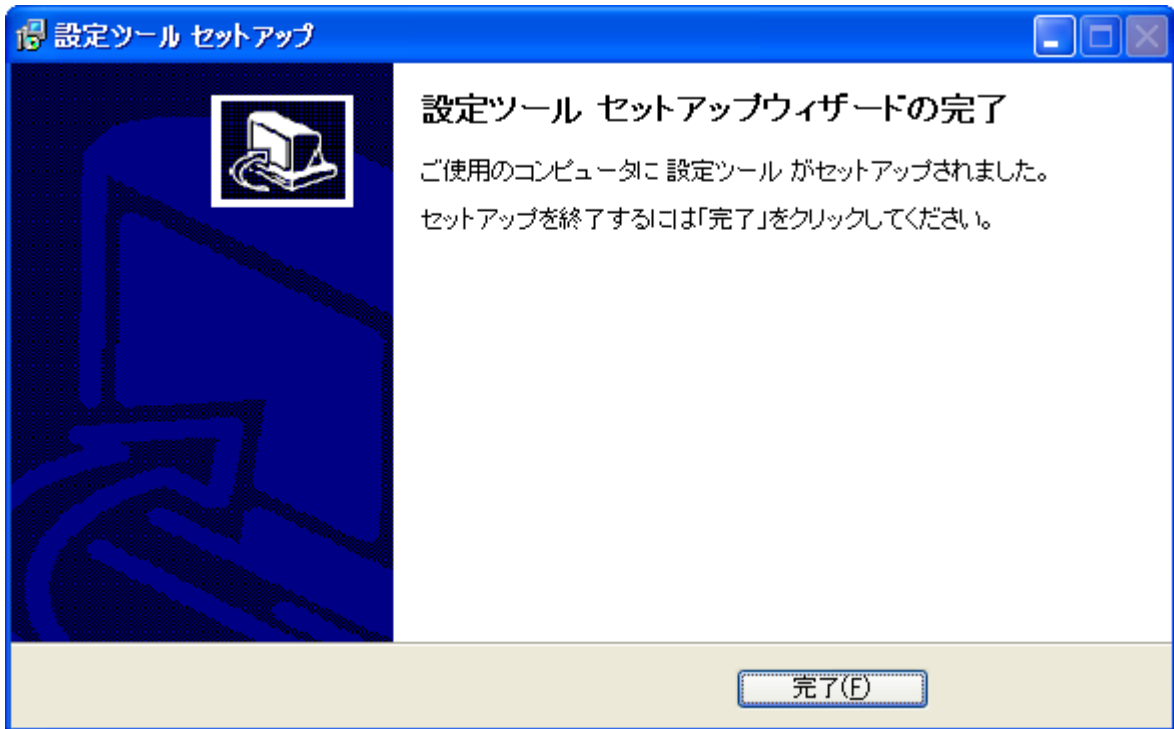 設定ツール セットアップ
設定ツール セットアップウィザードの完了
ご使用のコンピュータに 設定ツール がセットアップされました。
セットアップを終了するには「完了」をクリックしてください。
完了(F)